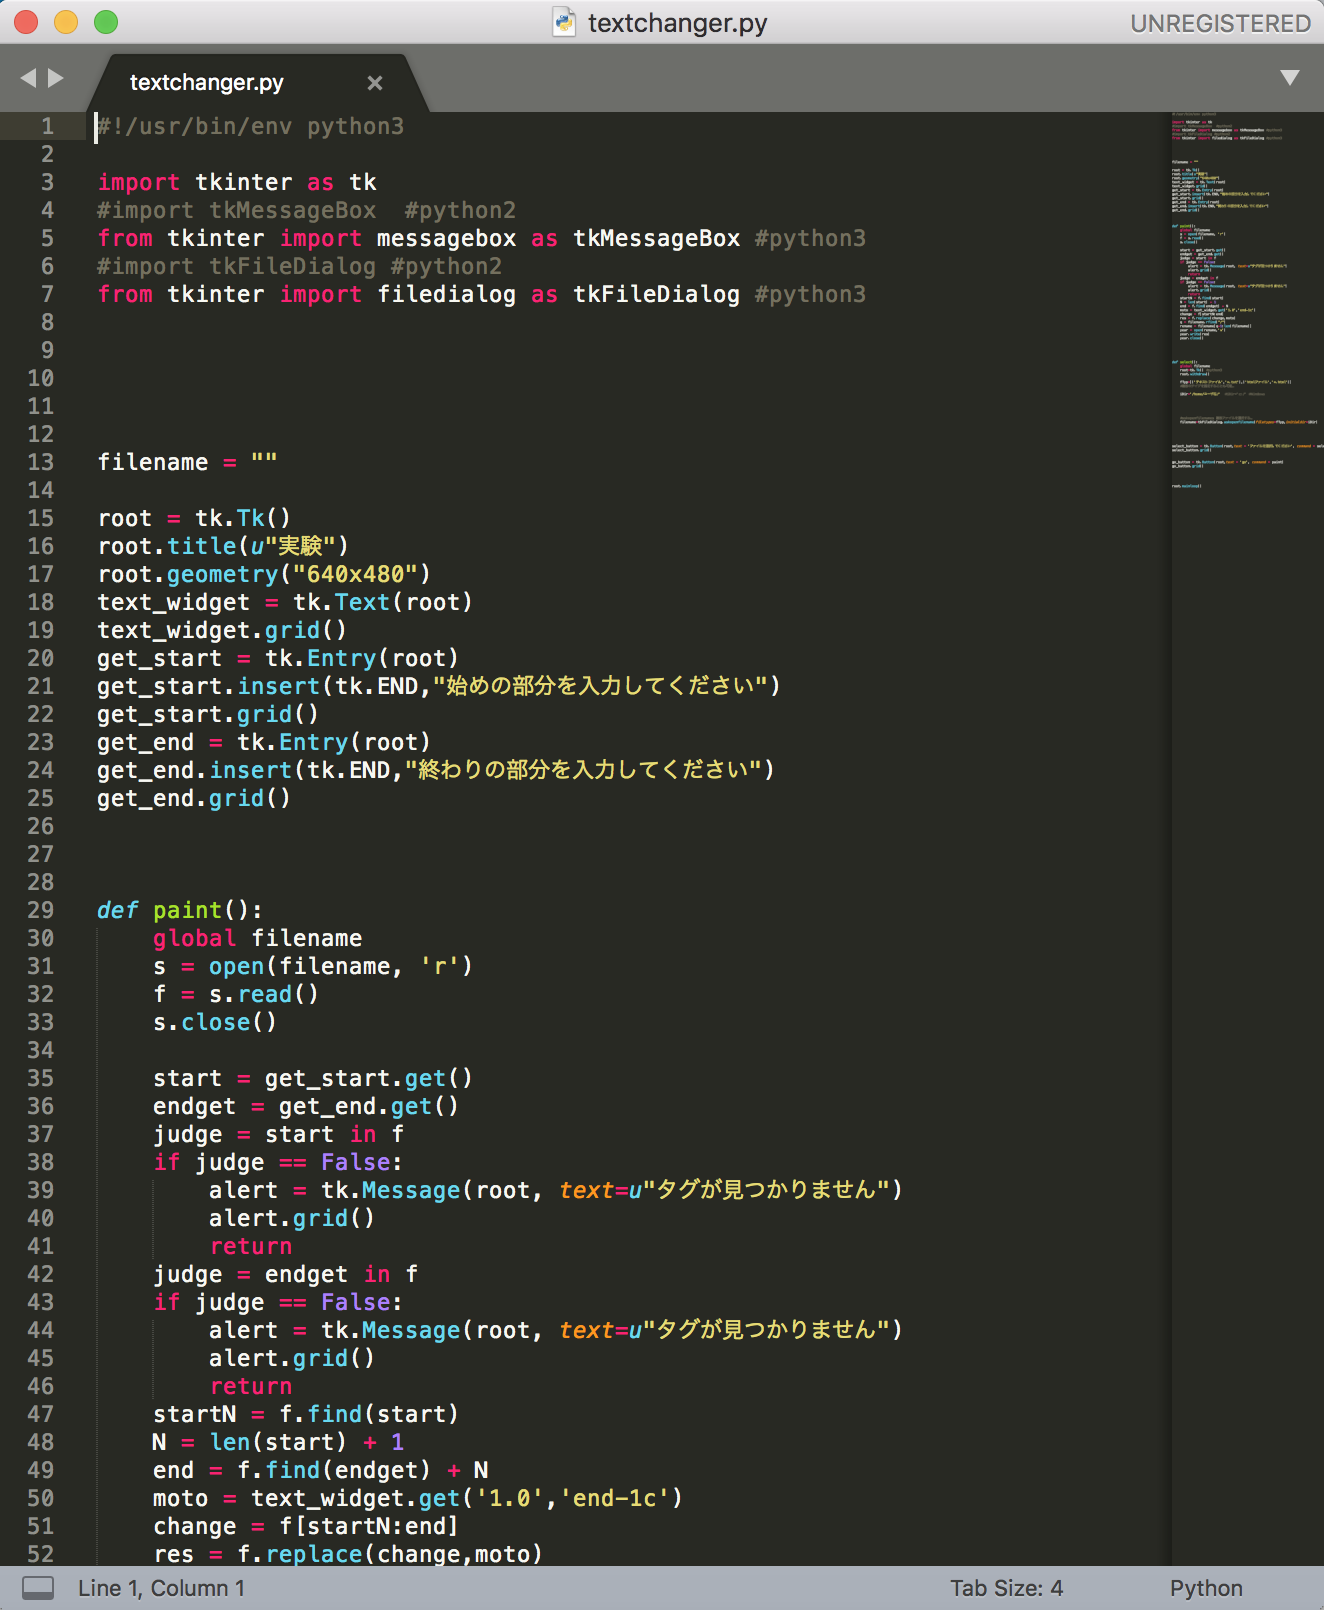 textchanger.py
UNREGISTERED
textchanger.py ×
1 #!/usr/bin/env python3
2
3 import tkinter as tk
4 #import tkMessageBox  #python2
5 from tkinter import messagebox as tkMessageBox #python3
6 #import tkFileDialog #python2
7 from tkinter import filedialog as tkFileDialog #python3
8
9
10
11
12
13 filename = ""
14
15 root = tk.Tk()
16 root.title(u"実験")
17 root.geometry("640x480")
18 text_widget = tk.Text(root)
19 text_widget.grid()
20 get_start = tk.Entry(root)
21 get_start.insert(tk.END,"始めの部分を入力してください")
22 get_start.grid()
23 get_end = tk.Entry(root)
24 get_end.insert(tk.END,"終わりの部分を入力してください")
25 get_end.grid()
26
27
28
29 def paint():
30     global filename
31     s = open(filename, 'r')
32     f = s.read()
33     s.close()
34
35     start = get_start.get()
36     endget = get_end.get()
37     judge = start in f
38     if judge == False:
39         alert = tk.Message(root, text=u"タグが見つかりません")
40         alert.grid()
41         return
42     judge = endget in f
43     if judge == False:
44         alert = tk.Message(root, text=u"タグが見つかりません")
45         alert.grid()
46         return
47     startN = f.find(start)
48     N = len(start) + 1
49     end = f.find(endget) + N
50     moto = text_widget.get('1.0','end-1c')
51     change = f[startN:end]
52     res = f.replace(change,moto)
Line 1, Column 1
Tab Size: 4
Python